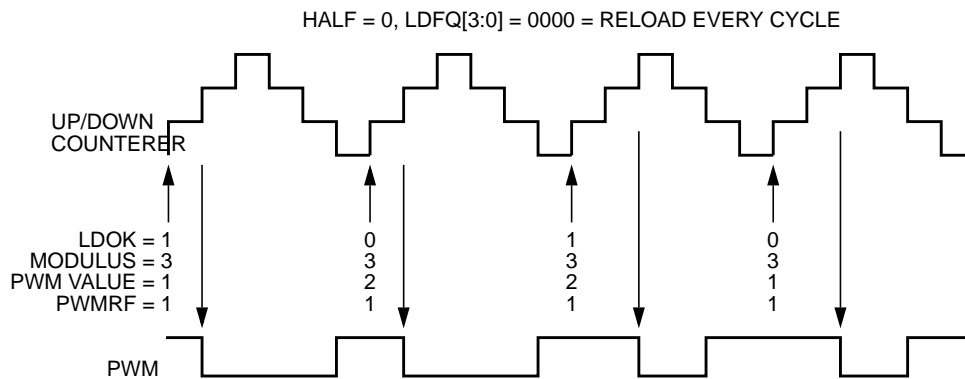 HALF = 0, LDFQ[3:0] = 0000 = RELOAD EVERY CYCLE
UP/DOWN
COUNTERER
LDOK = 1 0 1 0
MODULUS = 3 3 3 3
PWM VALUE = 1 2 2 1
PWMRF = 1 1 1 1
PWM